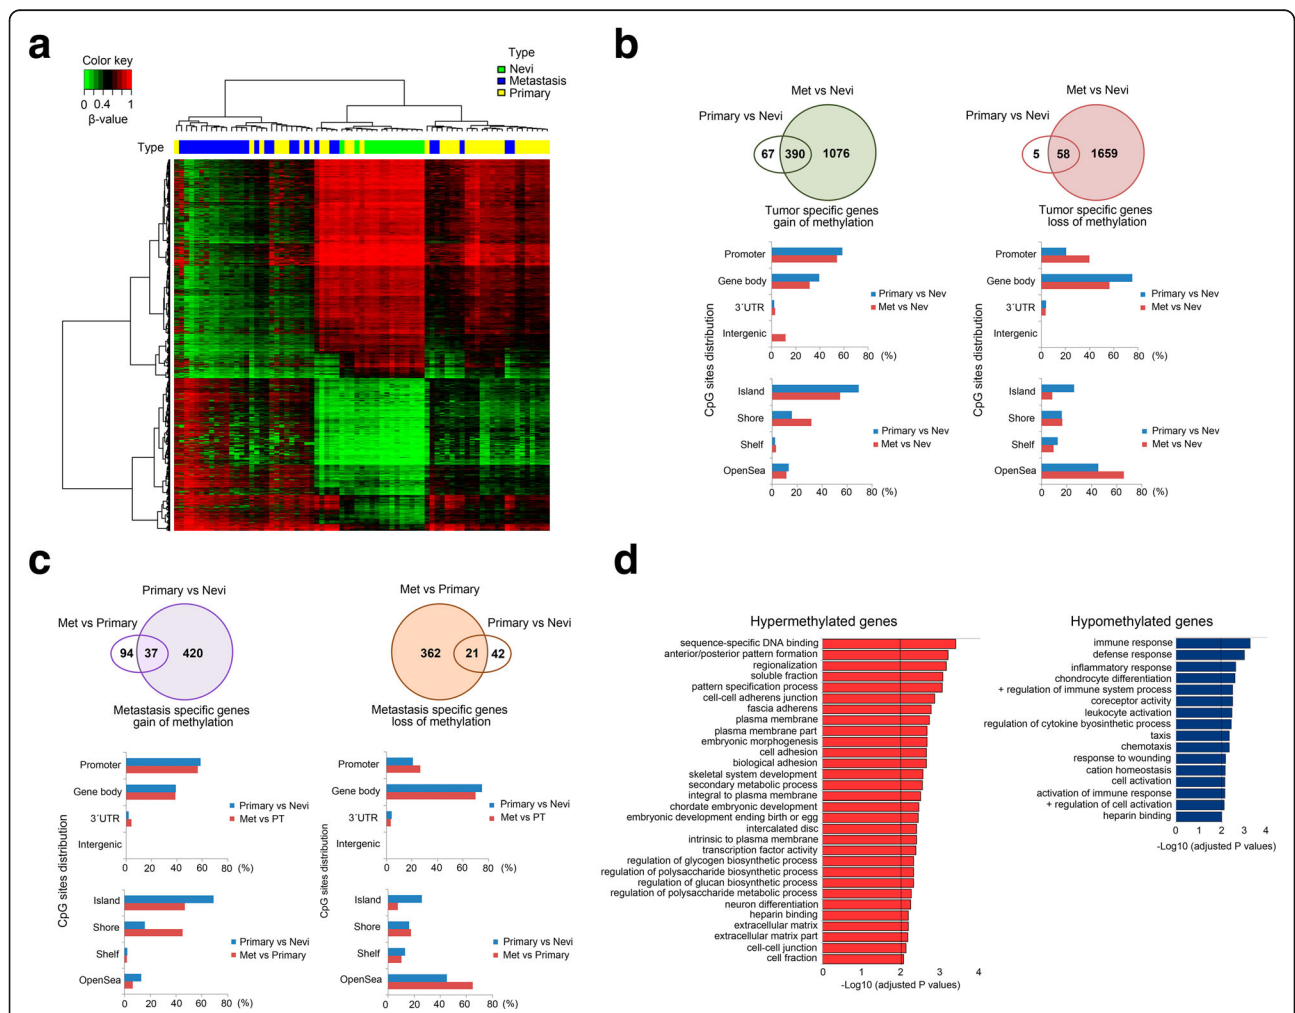 a
Color key
0 0.4 1
β-value
Type
Nevi
Metastasis
Primary
Type
b
Met vs Nevi
Primary vs Nevi
67 390 1076
Tumor specific genes
gain of methylation
CpG sites distribution
Promoter
Gene body
3´UTR
Intergenic
0 20 40 60 80 (%)
Primary vs Nev
Met vs Nev
Island
Shore
Shelf
OpenSea
0 20 40 60 80 (%)
Primary vs Nev
Met vs Nev
Met vs Nevi
Primary vs Nevi
5 58 1659
Tumor specific genes
loss of methylation
CpG sites distribution
Promoter
Gene body
3´UTR
Intergenic
0 20 40 60 80 (%)
Primary vs Nev
Met vs Nev
Island
Shore
Shelf
OpenSea
0 20 40 60 80 (%)
Primary vs Nev
Met vs Nev
c
Primary vs Nevi
Met vs Primary
94 37 420
Metastasis specific genes
gain of methylation
CpG sites distribution
Promoter
Gene body
3´UTR
Intergenic
0 20 40 60 80 (%)
Primary vs Nevi
Met vs PT
Island
Shore
Shelf
OpenSea
0 20 40 60 80 (%)
Primary vs Nevi
Met vs Primary
Met vs Primary
Primary vs Nevi
362 21 42
Metastasis specific genes
loss of methylation
CpG sites distribution
Promoter
Gene body
3´UTR
Intergenic
0 20 40 60 80 (%)
Primary vs Nevi
Met vs Primary
Island
Shore
Shelf
OpenSea
0 20 40 60 80 (%)
Primary vs Nevi
Met vs Primary
d
Hypermethylated genes
sequence-specific DNA binding
anterior/posterior pattern formation
regionalization
soluble fraction
pattern specification process
cell-cell adherens junction
fascia adherens
plasma membrane
plasma membrane part
embryonic morphogenesis
cell adhesion
biological adhesion
skeletal system development
secondary metabolic process
integral to plasma membrane
chordate embryonic development
embryonic development ending birth or egg
intercalated disc
intrinsic to plasma membrane
transcription factor activity
regulation of glycogen biosynthetic process
regulation of polysaccharide biosynthetic process
regulation of glucan biosynthetic process
regulation of polysaccharide metabolic process
neuron differentiation
heparin binding
extracellular matrix
extracellular matrix part
cell-cell junction
cell fraction
0 1 2 3 4
-Log10 (adjusted P values)
Hypomethylated genes
immune response
defense response
inflammatory response
chondrocyte differentiation
+ regulation of immune system process
coreceptor activity
leukocyte activation
regulation of cytokine byosinthetic process
taxis
chemotaxis
response to wounding
cation homeostasis
cell activation
activation of immune response
+ regulation of cell activation
heparin binding
0 1 2 3 4
-Log10 (adjusted P values)